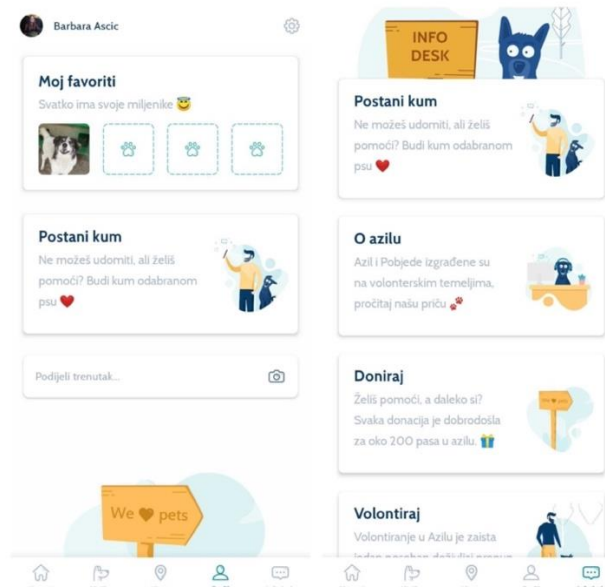 Barbara Ascic
Moj favoriti
Svatko ima svoje miljenike 😇
Postani kum
Ne možeš udomiti, ali želiš
pomoći? Budi kum odabranom
psu ❤️
Podijeli trenutak...
We ♥ pets
INFO
DESK
Postani kum
Ne možeš udomiti, ali želiš
pomoći? Budi kum odabranom
psu ❤️
O azilu
Azil i Pobjede izgrađene su
na volonterskim temeljima,
pročitaj našu priču 🐾
Doniraj
Želiš pomoći, a daleko si?
Svaka donacija je dobrodošla
za oko 200 pasa u azilu. 🎁
We ♥ pets
Volontiraj
Volontiranje u Azilu je zaista